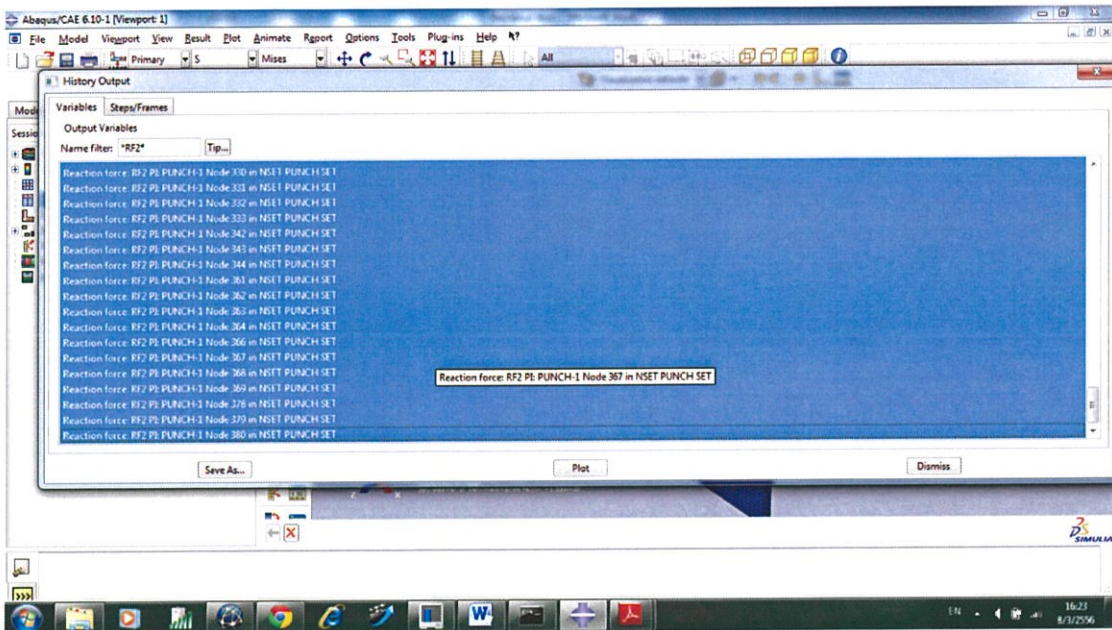 Abaqus/CAE 6.10-1 [Viewport: 1]
File Model Viewport View Result Plot Animate Report Options Tools Plug-ins Help
Primary S Mises All
History Output
Variables Steps/Frames
Output Variables
Name filter: *RF2* Tip...
Reaction force: RF2 PI: PUNCH-1 Node 330 in NSET PUNCH SET
Reaction force: RF2 PI: PUNCH-1 Node 331 in NSET PUNCH SET
Reaction force: RF2 PI: PUNCH-1 Node 332 in NSET PUNCH SET
Reaction force: RF2 PI: PUNCH-1 Node 333 in NSET PUNCH SET
Reaction force: RF2 PI: PUNCH-1 Node 342 in NSET PUNCH SET
Reaction force: RF2 PI: PUNCH-1 Node 343 in NSET PUNCH SET
Reaction force: RF2 PI: PUNCH-1 Node 344 in NSET PUNCH SET
Reaction force: RF2 PI: PUNCH-1 Node 361 in NSET PUNCH SET
Reaction force: RF2 PI: PUNCH-1 Node 362 in NSET PUNCH SET
Reaction force: RF2 PI: PUNCH-1 Node 363 in NSET PUNCH SET
Reaction force: RF2 PI: PUNCH-1 Node 364 in NSET PUNCH SET
Reaction force: RF2 PI: PUNCH-1 Node 366 in NSET PUNCH SET
Reaction force: RF2 PI: PUNCH-1 Node 367 in NSET PUNCH SET
Reaction force: RF2 PI: PUNCH-1 Node 368 in NSET PUNCH SET
Reaction force: RF2 PI: PUNCH-1 Node 367 in NSET PUNCH SET
Reaction force: RF2 PI: PUNCH-1 Node 369 in NSET PUNCH SET
Reaction force: RF2 PI: PUNCH-1 Node 378 in NSET PUNCH SET
Reaction force: RF2 PI: PUNCH-1 Node 379 in NSET PUNCH SET
Reaction force: RF2 PI: PUNCH-1 Node 380 in NSET PUNCH SET
Save As... Plot Dismiss
SIMULIA
EN 16:23
8/3/2556